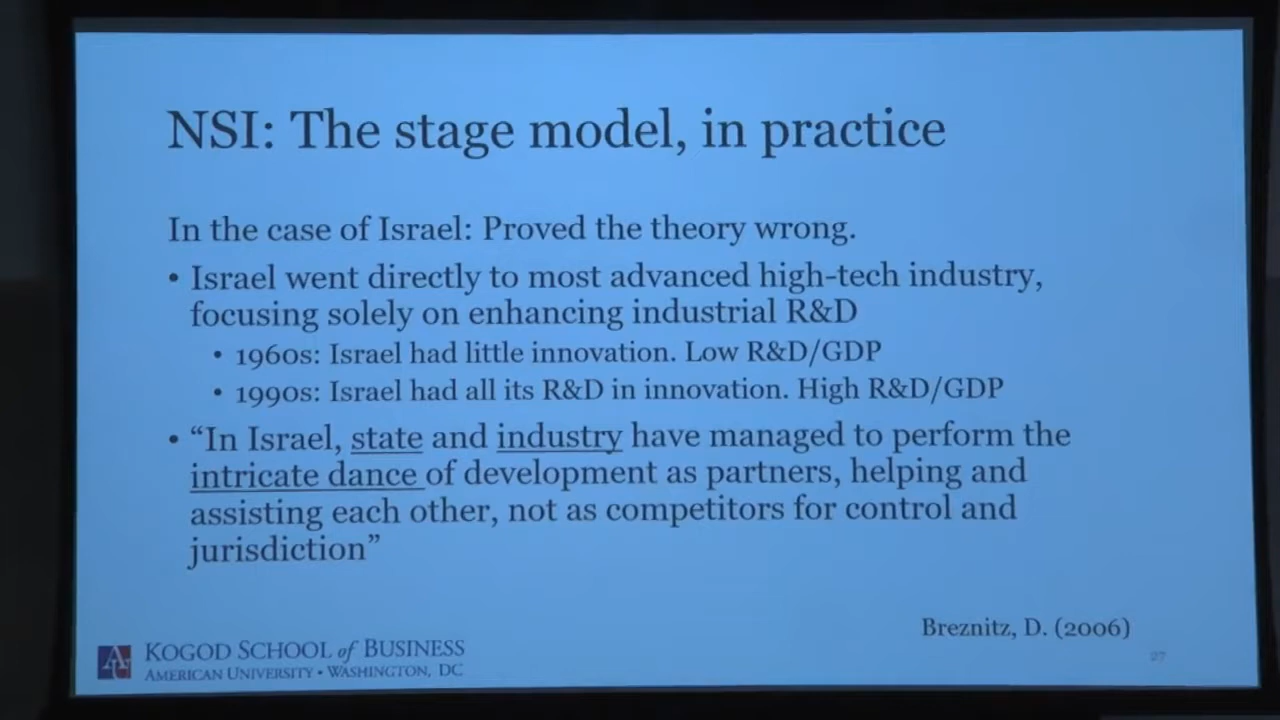 NSI: The stage model, in practice
In the case of Israel: Proved the theory wrong.
• Israel went directly to most advanced high-tech industry,
focusing solely on enhancing industrial R&D
• 1960s: Israel had little innovation. Low R&D/GDP
• 1990s: Israel had all its R&D in innovation. High R&D/GDP
• “In Israel, state and industry have managed to perform the
intricate dance of development as partners, helping and
assisting each other, not as competitors for control and
jurisdiction”
Breznitz, D. (2006)
27
KOGOD SCHOOL of BUSINESS
AMERICAN UNIVERSITY • WASHINGTON, DC